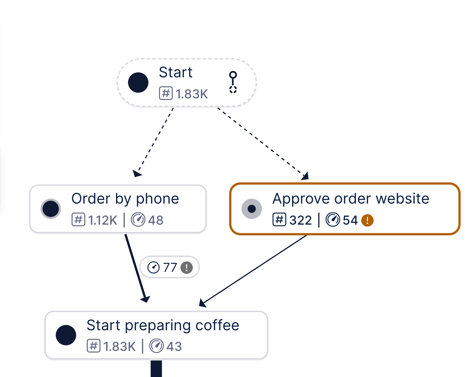 Start
# 1.83K
Order by phone
# 1.12K | 48
Approve order website
# 322 | 54 !
77 !
Start preparing coffee
# 1.83K | 43